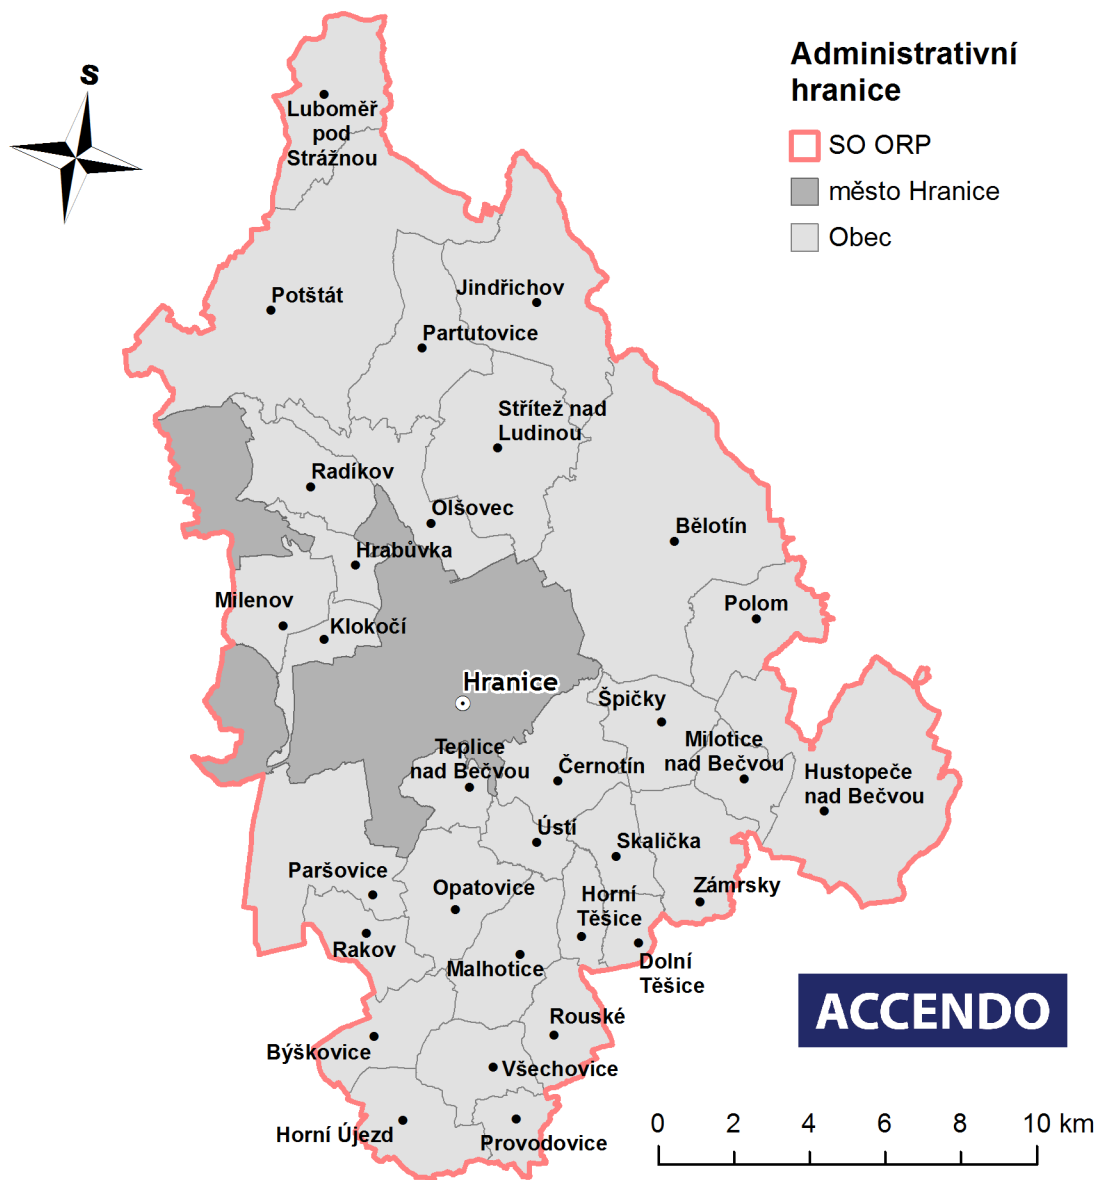 Administrativní
hranice
SO ORP
město Hranice
Obec
S
Luboměř
pod
Strážnou
Potštát
Jindřichov
Partutovice
Střítež nad
Ludinou
Radíkov
Olšovec
Bělotín
Hrabůvka
Milenov
Polom
Klokočí
Hranice
Špičky
Teplice
nad Bečvou
Milotice
nad Bečvou
Černotín
Hustopeče
nad Bečvou
Ústí
Skalička
Paršovice
Opatovice
Horní
Těšice
Zámrsky
Rakov
Malhotice
Dolní
Těšice
Rouské
Býškovice
Všechovice
Horní Újezd
Provodovice
ACCENDO
0 2 4 6 8 10 km